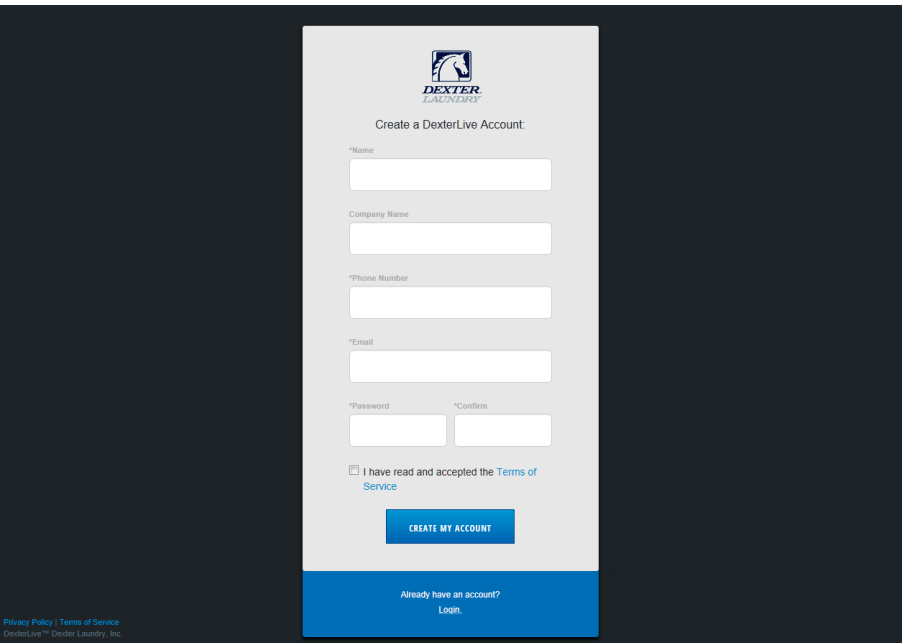 DEXTER
LAUNDRY
Create a DexterLive Account:
*Name
Company Name
*Phone Number
*Email
*Password *Confirm
I have read and accepted the Terms of
Service
CREATE MY ACCOUNT
Already have an account?
Login.
Privacy Policy | Terms of Service
DexterLive™ Dexter Laundry, Inc.